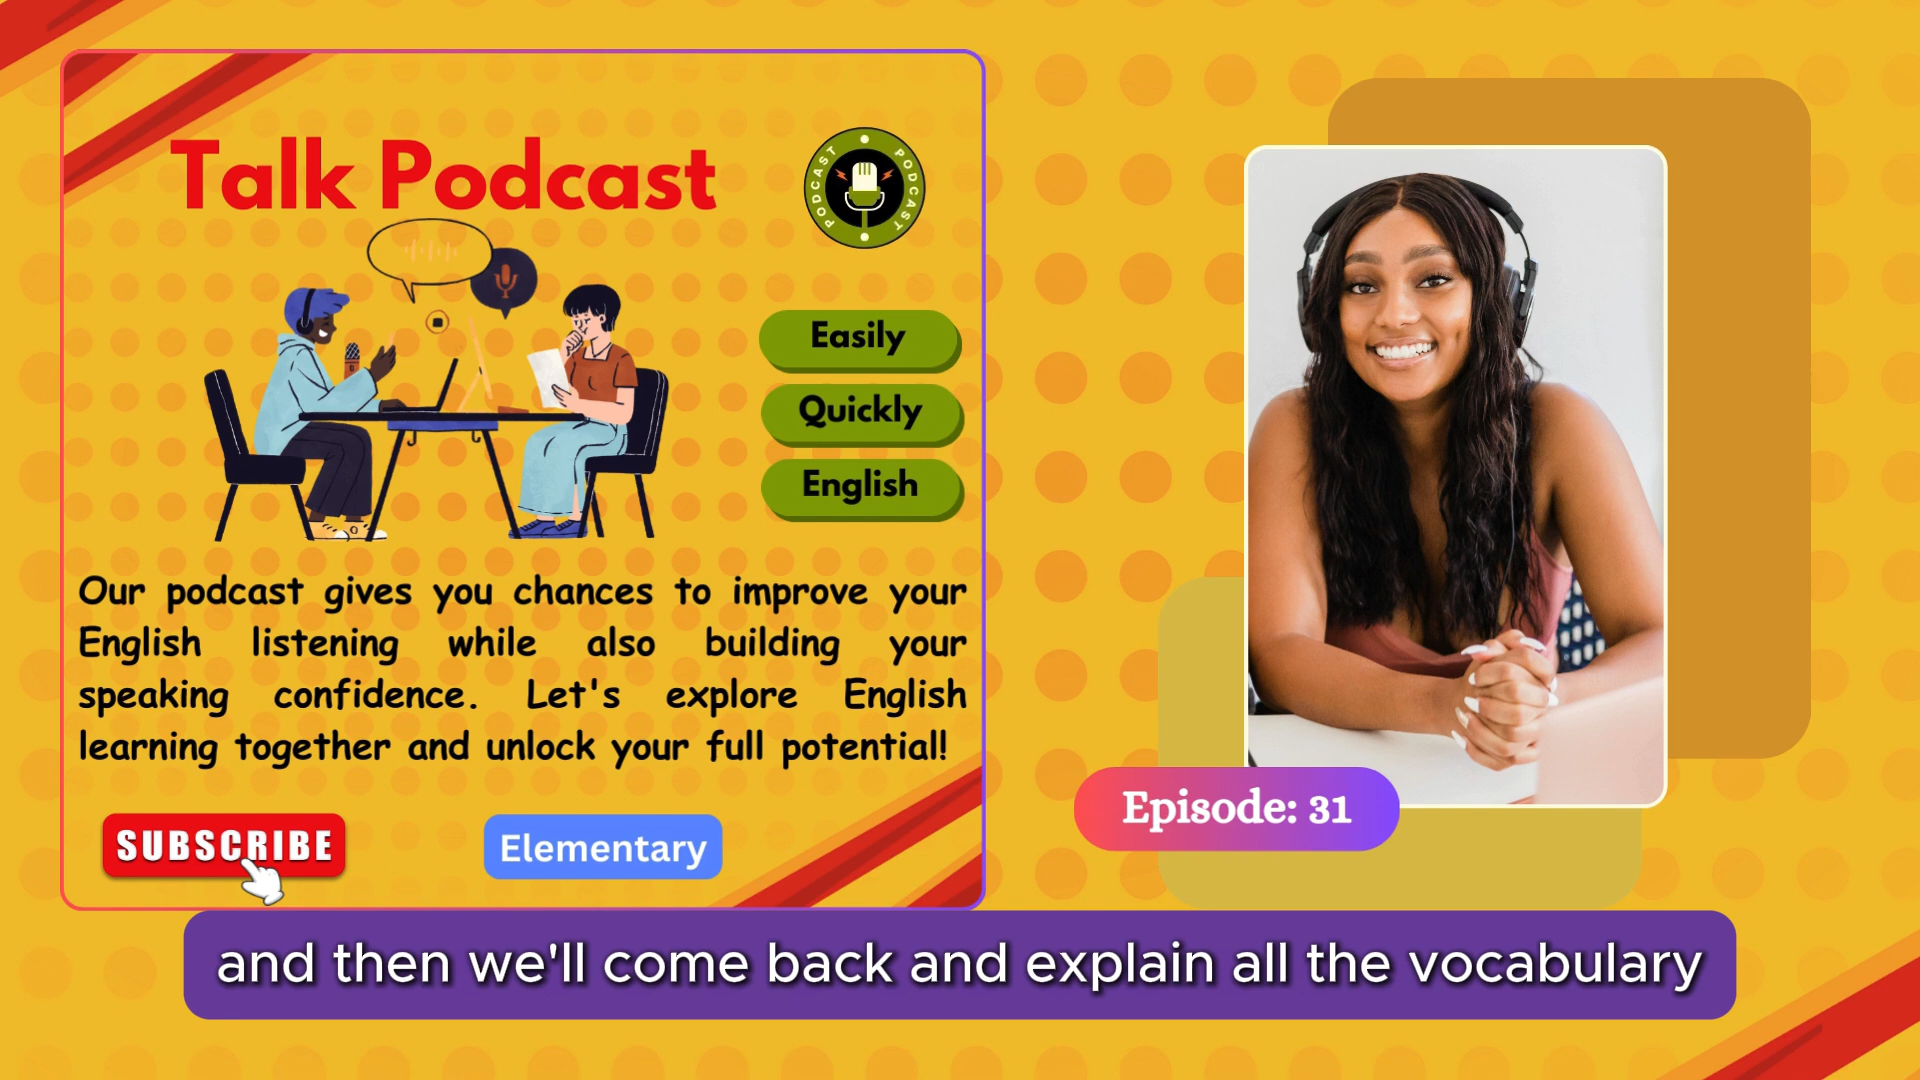 Talk Podcast
PODCAST PODCAST
Easily
Quickly
English
Our podcast gives you chances to improve your
English listening while also building your
speaking confidence. Let's explore English
learning together and unlock your full potential!
SUBSCRIBE
Elementary
Episode: 31
and then we'll come back and explain all the vocabulary